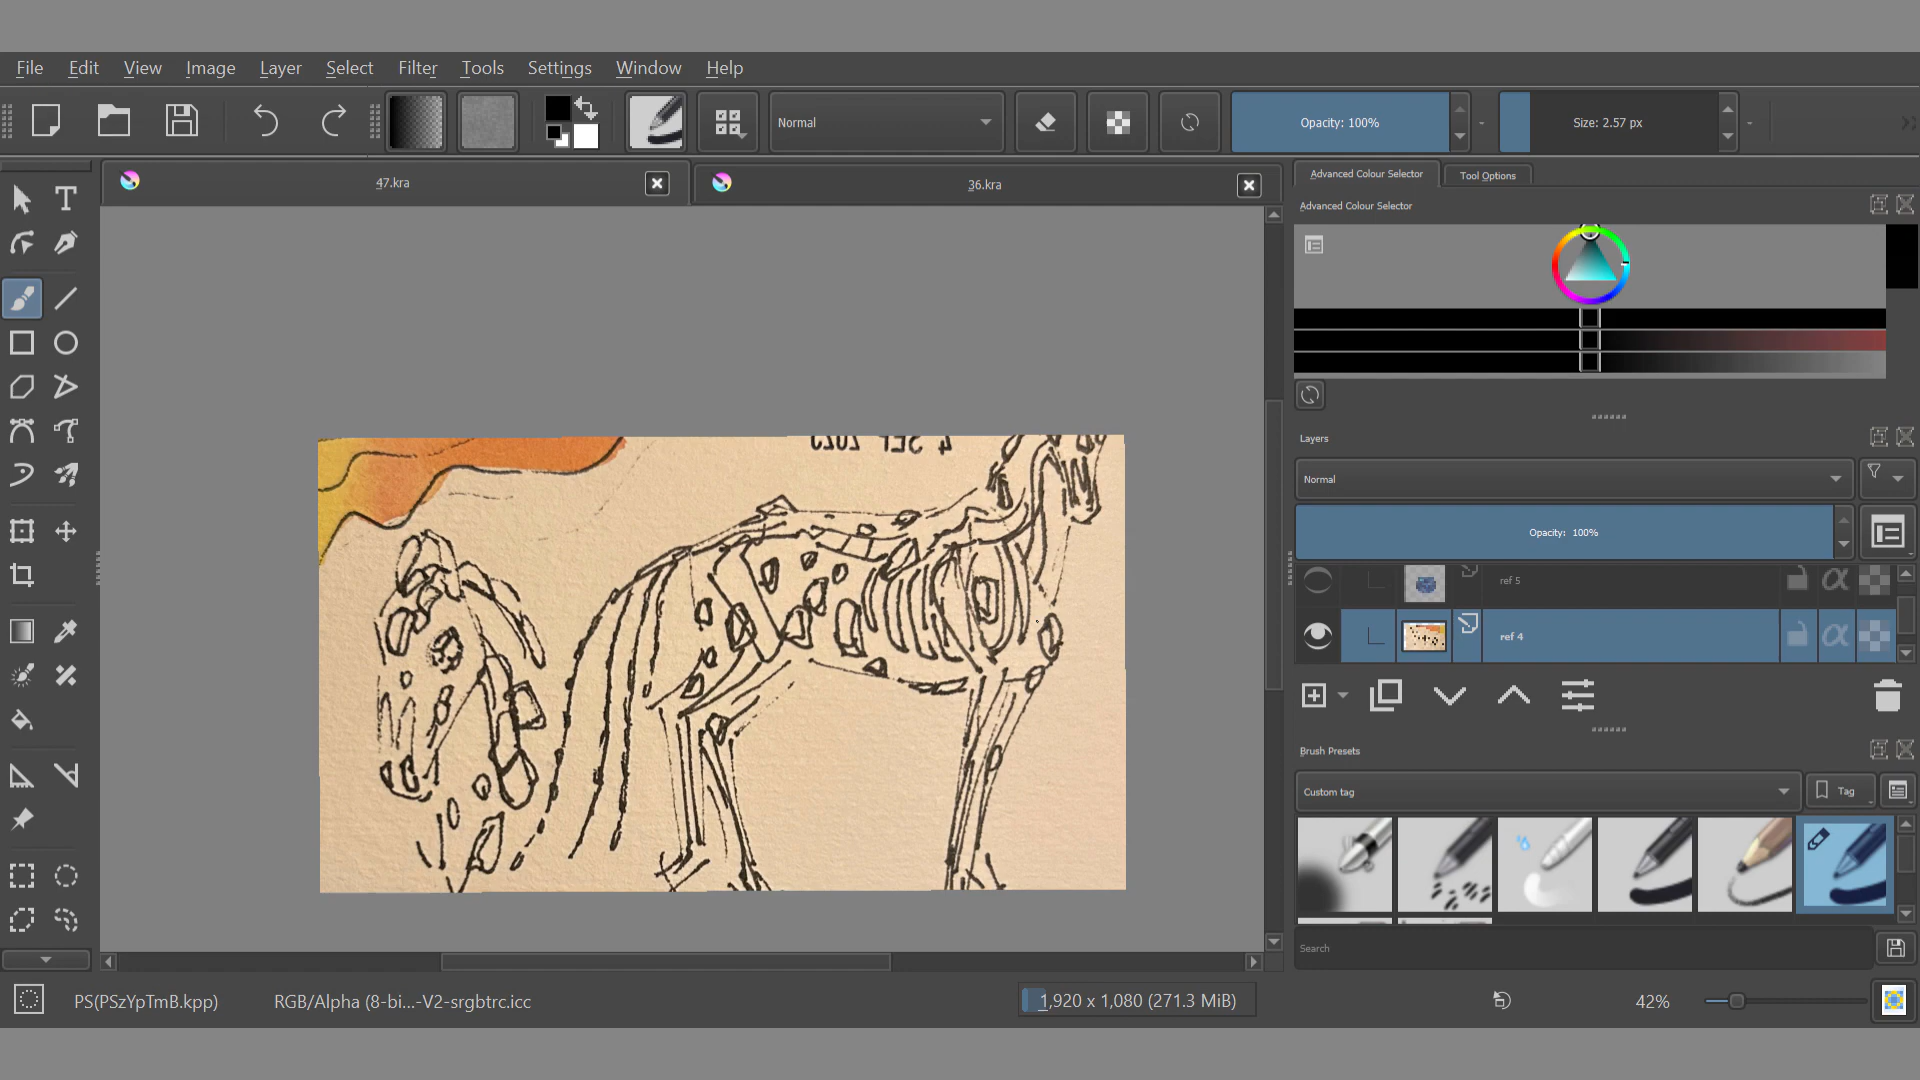 File Edit View Image Layer Select Filter Tools Settings Window Help
Normal
Opacity: 100%
Size: 2.57 px
47.kra
36.kra
Advanced Colour Selector
Tool Options
Advanced Colour Selector
Layers
Normal
Opacity: 100%
ref 5
ref 4
Brush Presets
Custom tag
Tag
Search
PS(PSzYpTmB.kpp)
RGB/Alpha (8-bi...-V2-srgbtrc.icc
1,920 x 1,080 (271.3 MiB)
42%